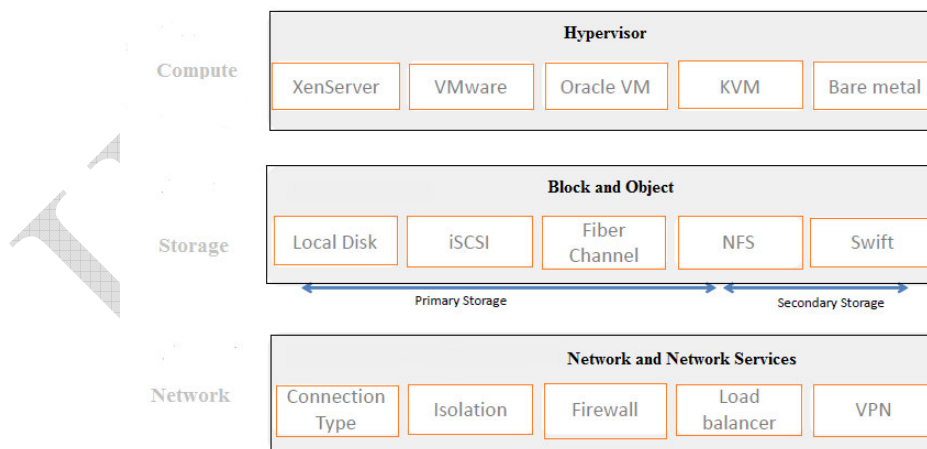 Hypervisor
Compute
XenServer
VMware
Oracle VM
KVM
Bare metal
Block and Object
Storage
Local Disk
iSCSI
Fiber
Channel
NFS
Swift
Primary Storage
Secondary Storage
Network and Network Services
Network
Connection
Type
Isolation
Firewall
Load
balancer
VPN